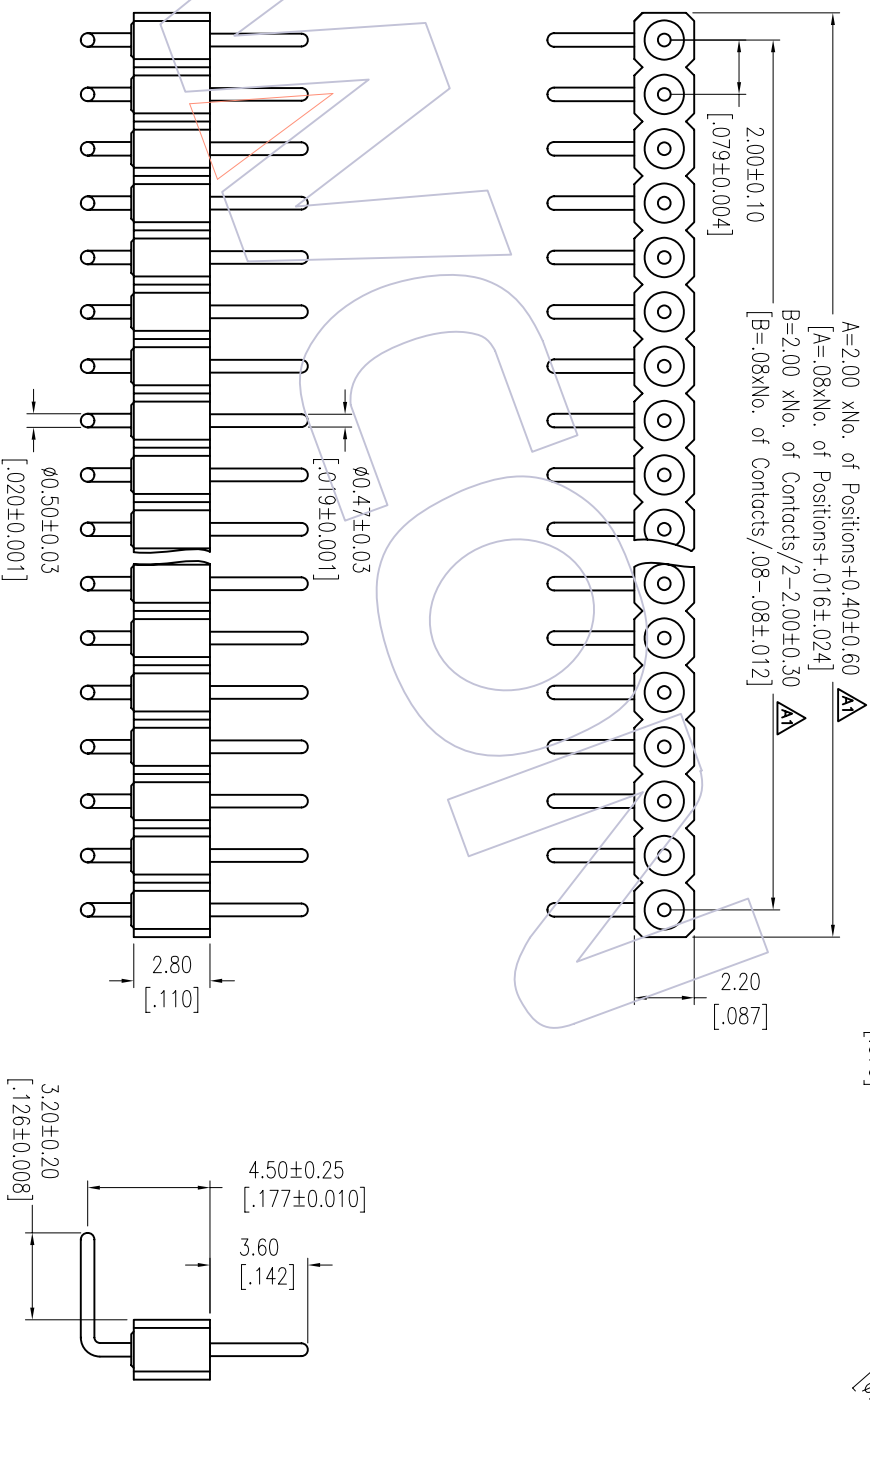 A=2.00 xNo. of Positions+0.40±0.60
[A=.08xNo. of Positions+.016±.024]
A1
B=2.00 xNo. of Contacts/2-2.00±0.30
[B=.08xNo. of Contacts/.08-.08±.012]
A1
2.00±0.10
[.079±0.004]
ø0.47±0.03
[.019±0.001]
ø0.50±0.03
[.020±0.001]
2.80
[.110]
2.20
[.087]
4.50±0.25
[.177±0.010]
3.60
[.142]
3.20±0.20
[.126±0.008]
Wcon